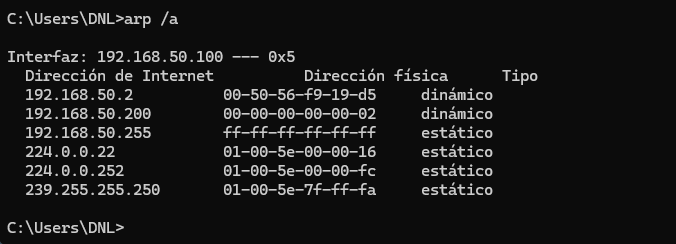 C:\Users\DNL>arp /a
Interfaz: 192.168.50.100 --- 0x5
Dirección de Internet Dirección física Tipo
192.168.50.2 00-50-56-f9-19-d5 dinámico
192.168.50.200 00-00-00-00-00-02 dinámico
192.168.50.255 ff-ff-ff-ff-ff-ff estático
224.0.0.22 01-00-5e-00-00-16 estático
224.0.0.252 01-00-5e-00-00-fc estático
239.255.255.250 01-00-5e-7f-ff-fa estático
C:\Users\DNL>